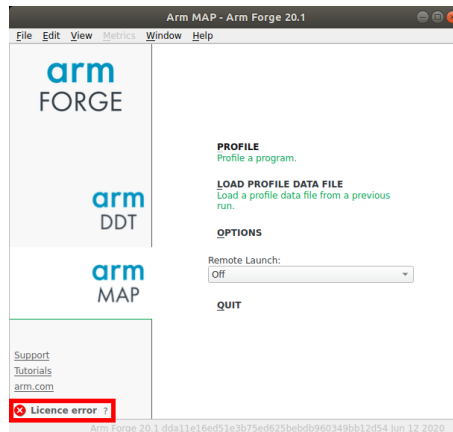 Arm MAP - Arm Forge 20.1
File Edit View Metrics Window Help
arm
FORGE
PROFILE
Profile a program.
LOAD PROFILE DATA FILE
Load a profile data file from a previous
run.
arm
DDT
OPTIONS
arm
MAP
Remote Launch:
Off
QUIT
Support
Tutorials
arm.com
Licence error ?
Arm Forge 20.1 dda11e16ed51e3b75ed625bebdb960349bb12d54 Jun 12 2020